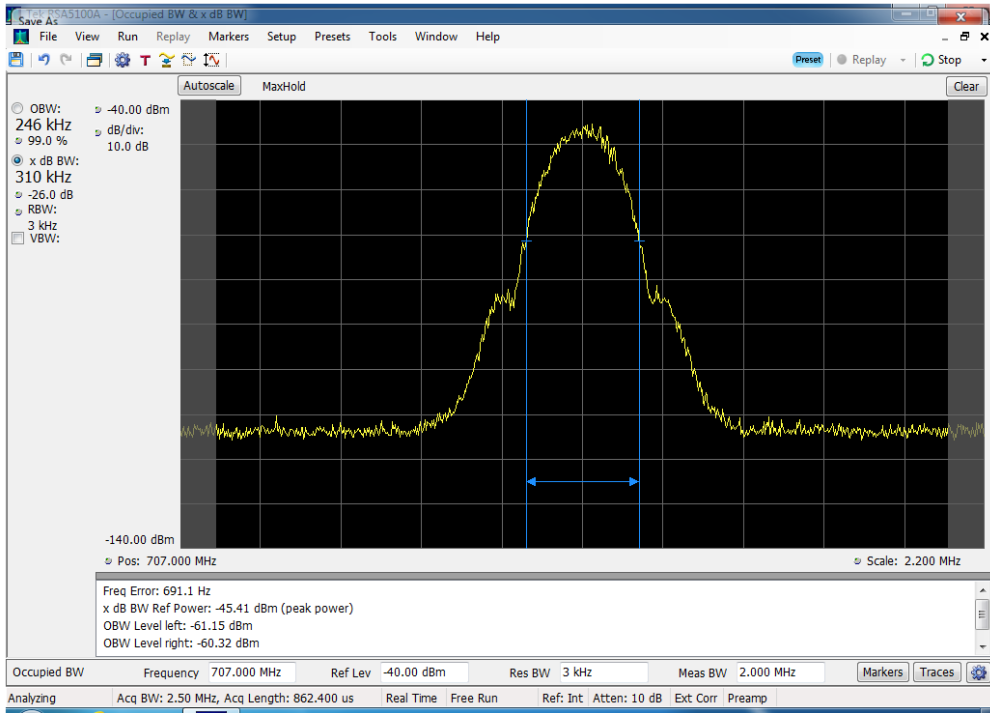 Tek RSA5100A - [Occupied BW & x dB BW]
Save As
File View Run Replay Markers Setup Presets Tools Window Help
T Preset Replay Stop
Autoscale MaxHold Clear
OBW:
246 kHz
99.0 %
x dB BW:
310 kHz
-26.0 dB
RBW:
3 kHz
VBW:
-40.00 dBm
dB/div:
10.0 dB
-140.00 dBm
Pos: 707.000 MHz Scale: 2.200 MHz
Freq Error: 691.1 Hz
x dB BW Ref Power: -45.41 dBm (peak power)
OBW Level left: -61.15 dBm
OBW Level right: -60.32 dBm
Occupied BW Frequency 707.000 MHz Ref Lev -40.00 dBm Res BW 3 kHz Meas BW 2.000 MHz Markers Traces
Analyzing Acq BW: 2.50 MHz, Acq Length: 862.400 us Real Time Free Run Ref: Int Atten: 10 dB Ext Corr Preamp